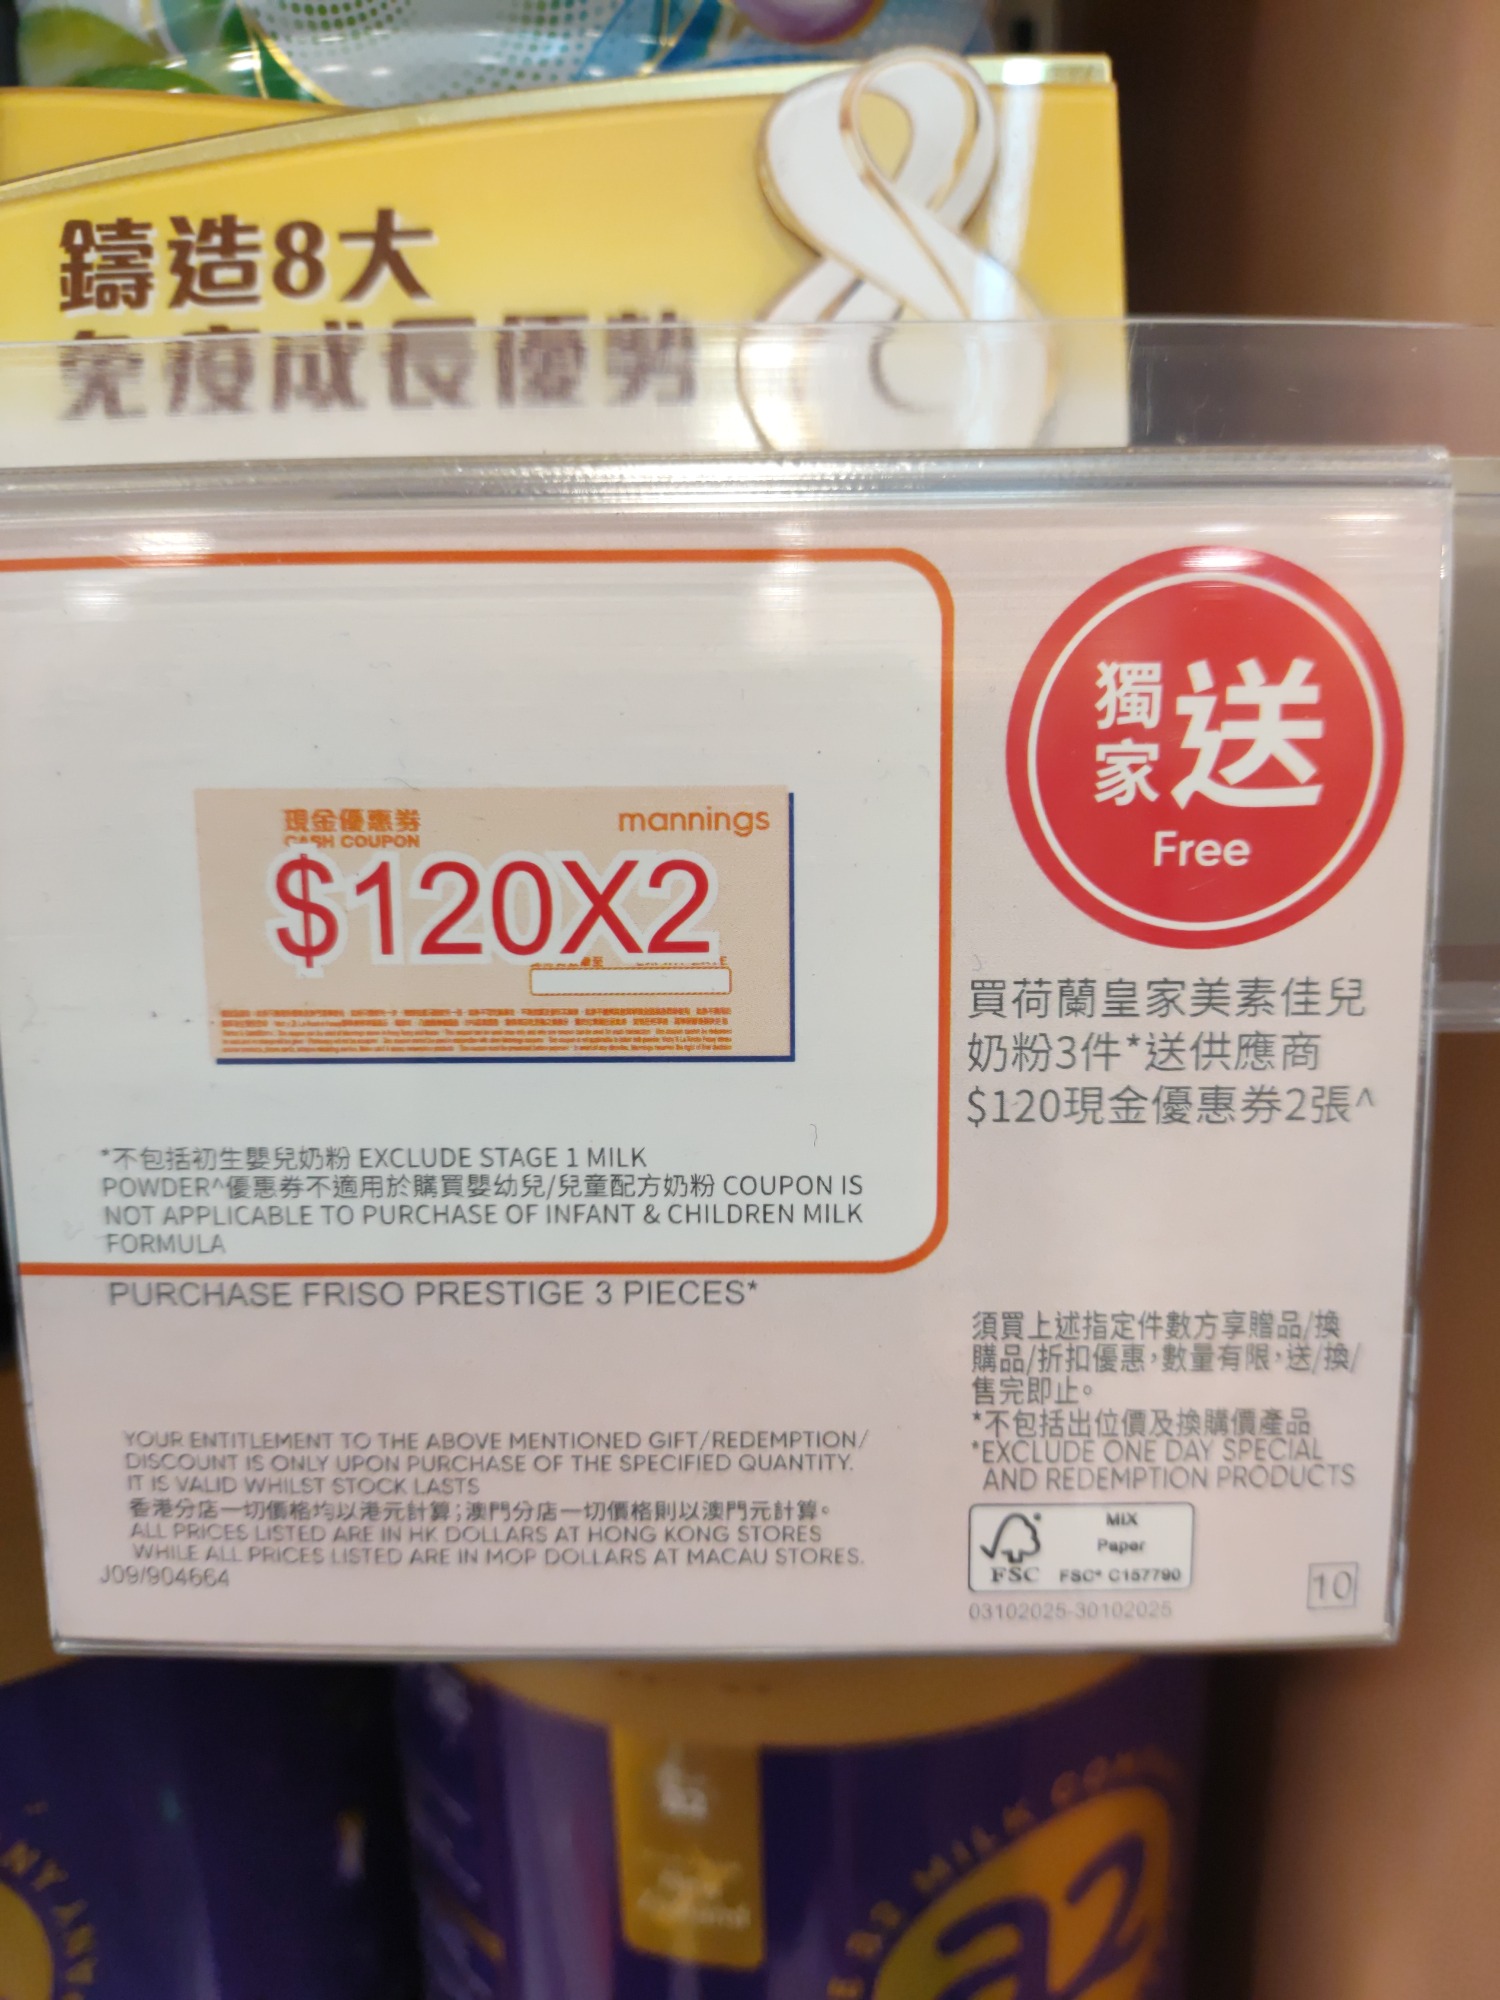 鑄造8大
免疫成長優勢
獨家送
Free
現金優惠券
CASH COUPON
mannings
$120X2
買荷蘭皇家美素佳兒
奶粉3件*送供應商
$120現金優惠券2張^
*不包括初生嬰兒奶粉 EXCLUDE STAGE 1 MILK
POWDER^優惠券不適用於購買嬰幼兒/兒童配方奶粉 COUPON IS
NOT APPLICABLE TO PURCHASE OF INFANT & CHILDREN MILK
FORMULA
PURCHASE FRISO PRESTIGE 3 PIECES*
須買上述指定件數方享贈品/換
購品/折扣優惠，數量有限，送/換/
售完即止。
*不包括出位價及換購價產品
*EXCLUDE ONE DAY SPECIAL
AND REDEMPTION PRODUCTS
YOUR ENTITLEMENT TO THE ABOVE MENTIONED GIFT/REDEMPTION/
DISCOUNT IS ONLY UPON PURCHASE OF THE SPECIFIED QUANTITY.
IT IS VALID WHILST STOCK LASTS
香港分店一切價格均以港元計算；澳門分店一切價格則以澳門元計算。
ALL PRICES LISTED ARE IN HK DOLLARS AT HONG KONG STORES
WHILE ALL PRICES LISTED ARE IN MOP DOLLARS AT MACAU STORES.
J09/904664
MIX
Paper
FSC
FSC® C157790
03102025-30102025
10
MILK
a2